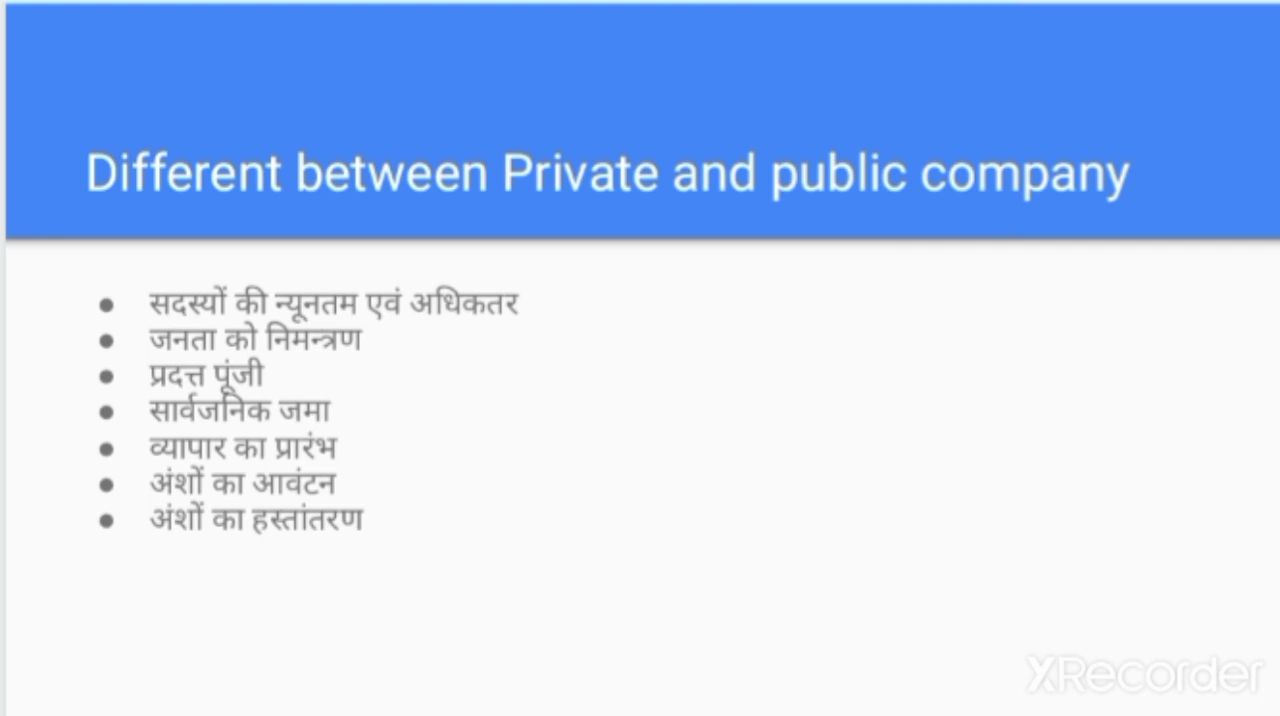 Different between Private and public company
● सदस्यों की न्यूनतम एवं अधिकतर
● जनता को निमन्त्रण
● प्रदत्त पूंजी
● सार्वजनिक जमा
● व्यापार का प्रारंभ
● अंशों का आवंटन
● अंशों का हस्तांतरण
XRecorder